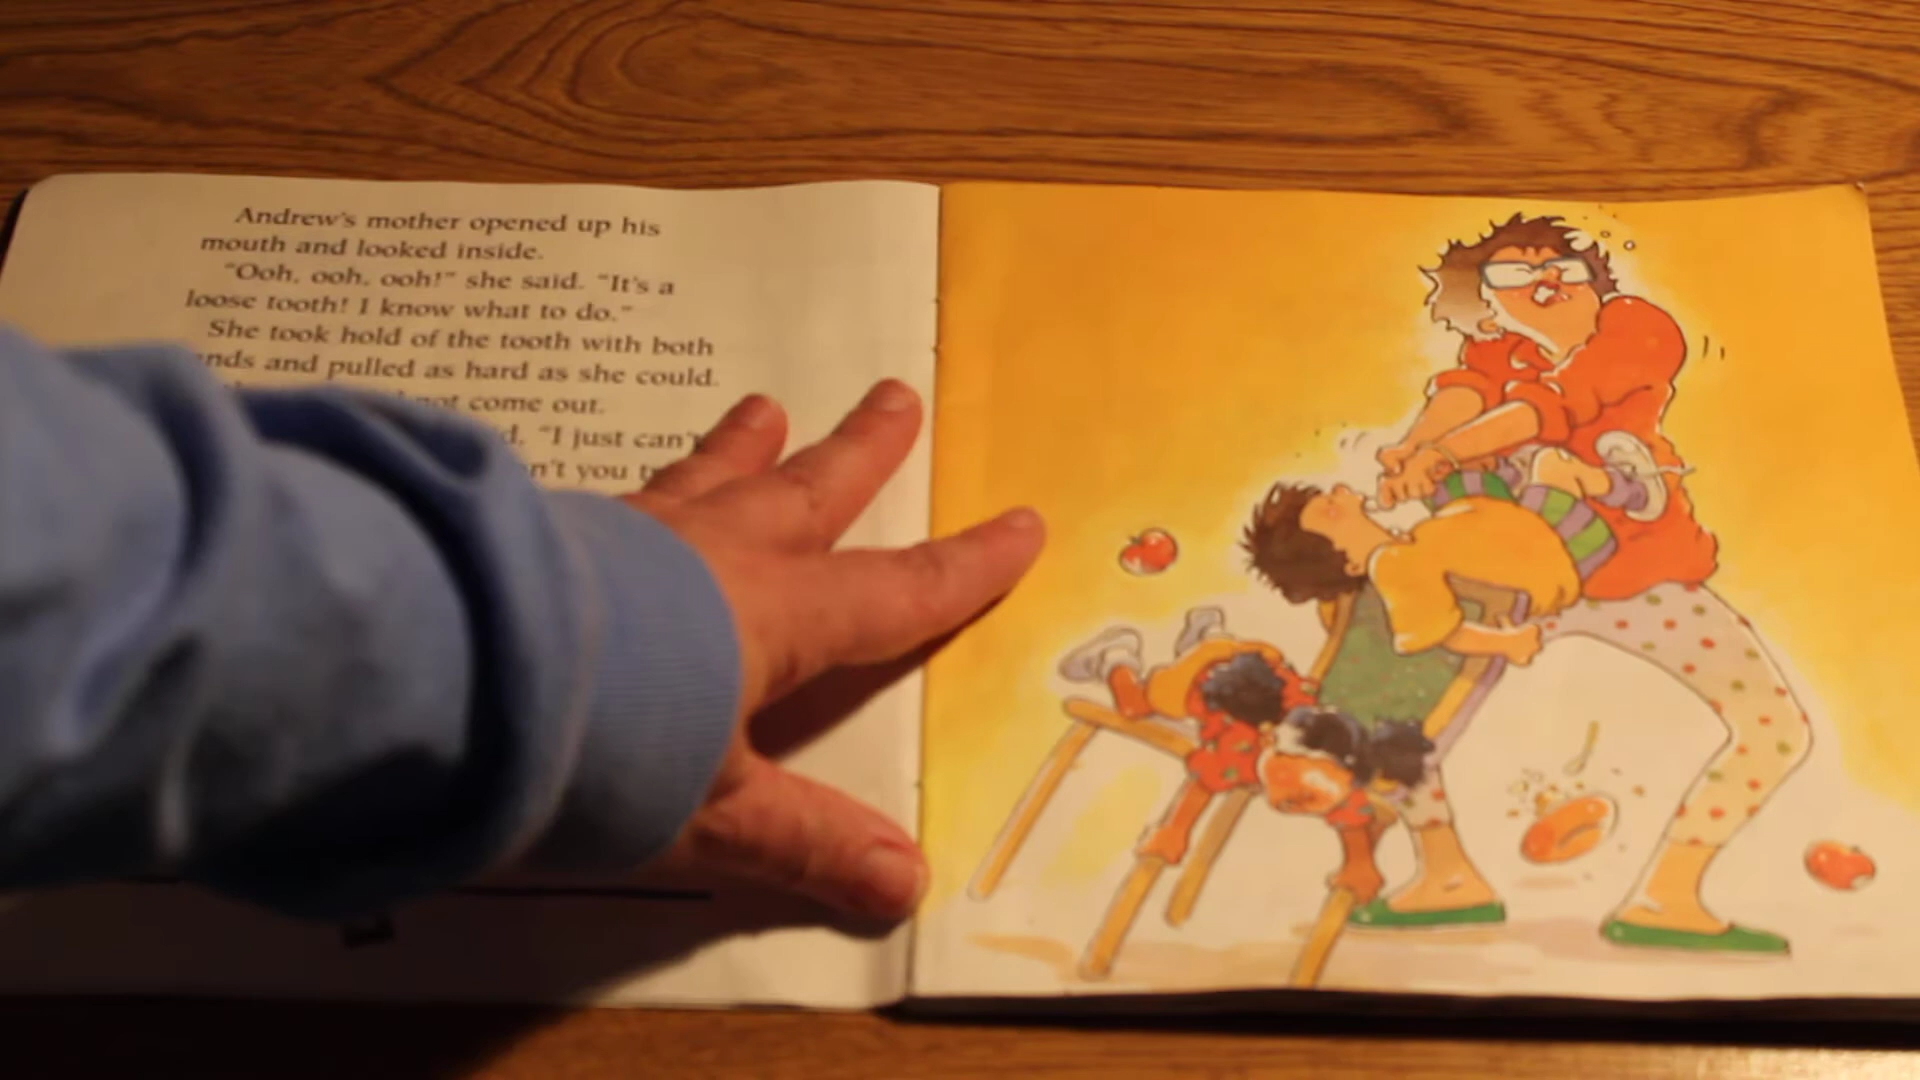 Andrew's mother opened up his
mouth and looked inside.
"Ooh, ooh, ooh!" she said. "It's a
loose tooth! I know what to do."
She took hold of the tooth with both
and pulled as hard as she could.
not come out.
"I just can't
you